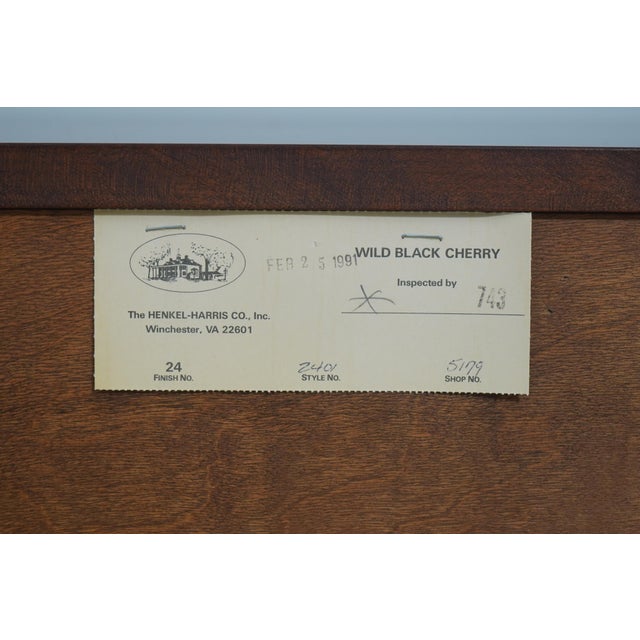 FEB 25 1991
WILD BLACK CHERRY
Inspected by
743
The HENKEL-HARRIS CO., Inc.
Winchester, VA 22601
24
FINISH NO.
2401
STYLE NO.
5179
SHOP NO.